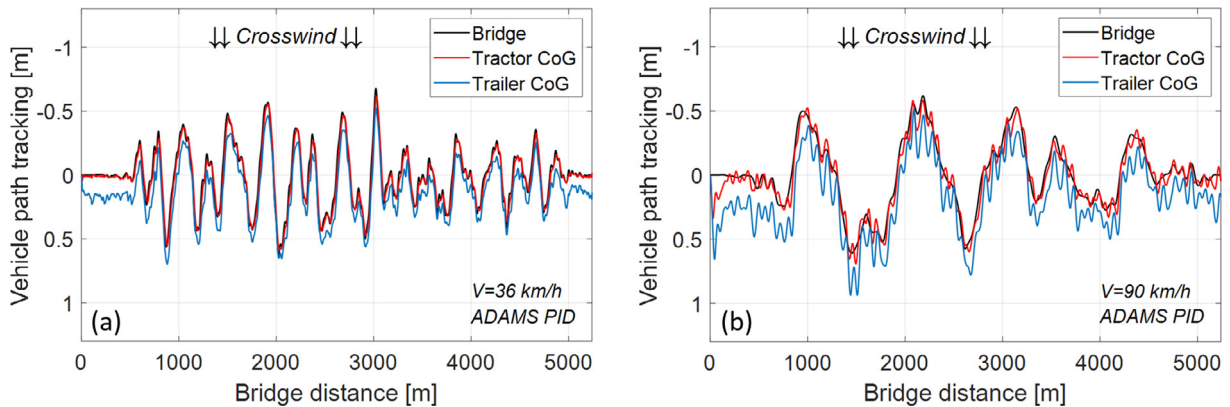 ↓↓ Crosswind ↓↓
Bridge
Tractor CoG
Trailer CoG
-1
-0.5
0
0.5
1
Vehicle path tracking [m]
V=36 km/h
ADAMS PID
(a)
0 1000 2000 3000 4000 5000
Bridge distance [m]
↓↓ Crosswind ↓↓
Bridge
Tractor CoG
Trailer CoG
-1
-0.5
0
0.5
1
Vehicle path tracking [m]
V=90 km/h
ADAMS PID
(b)
0 1000 2000 3000 4000 5000
Bridge distance [m]